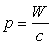 p = W/c